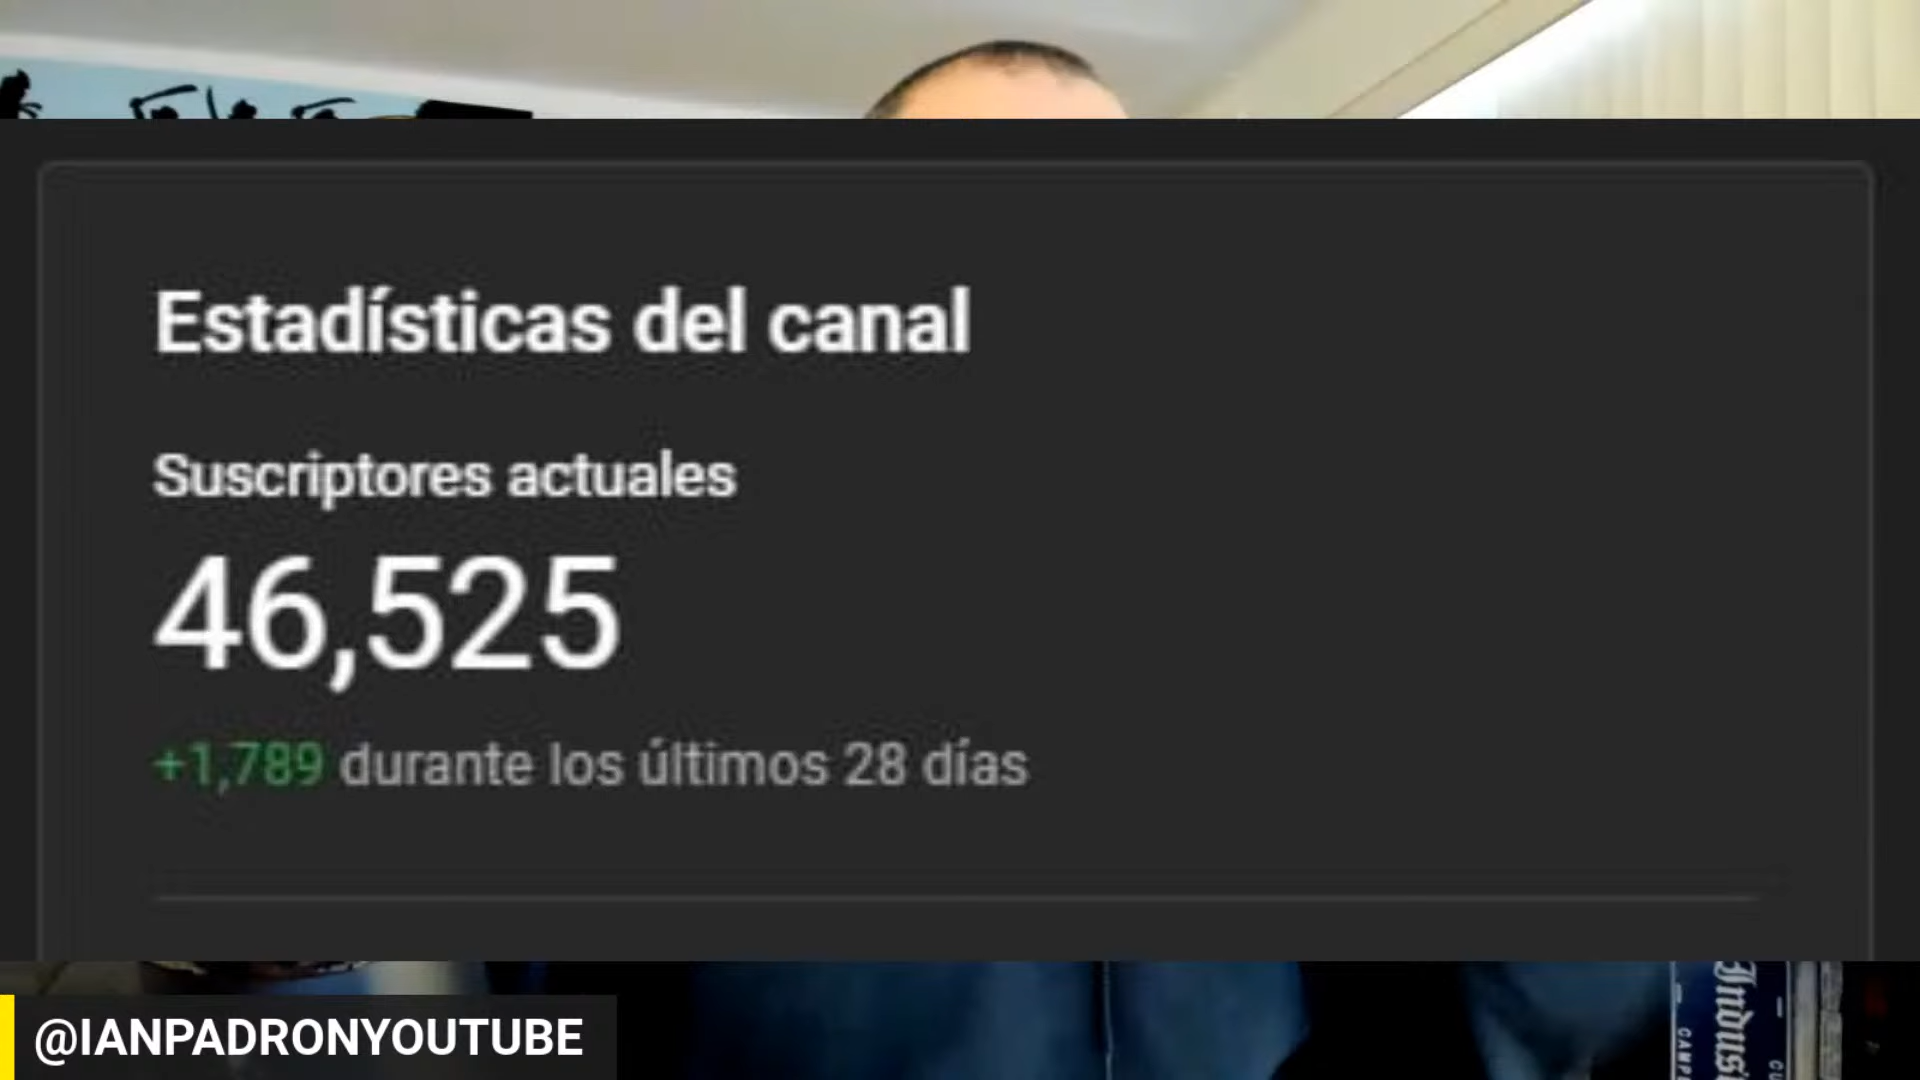 Estadísticas del canal
Suscriptores actuales
46,525
+1,789 durante los últimos 28 días
@IANPADRONYOUTUBE